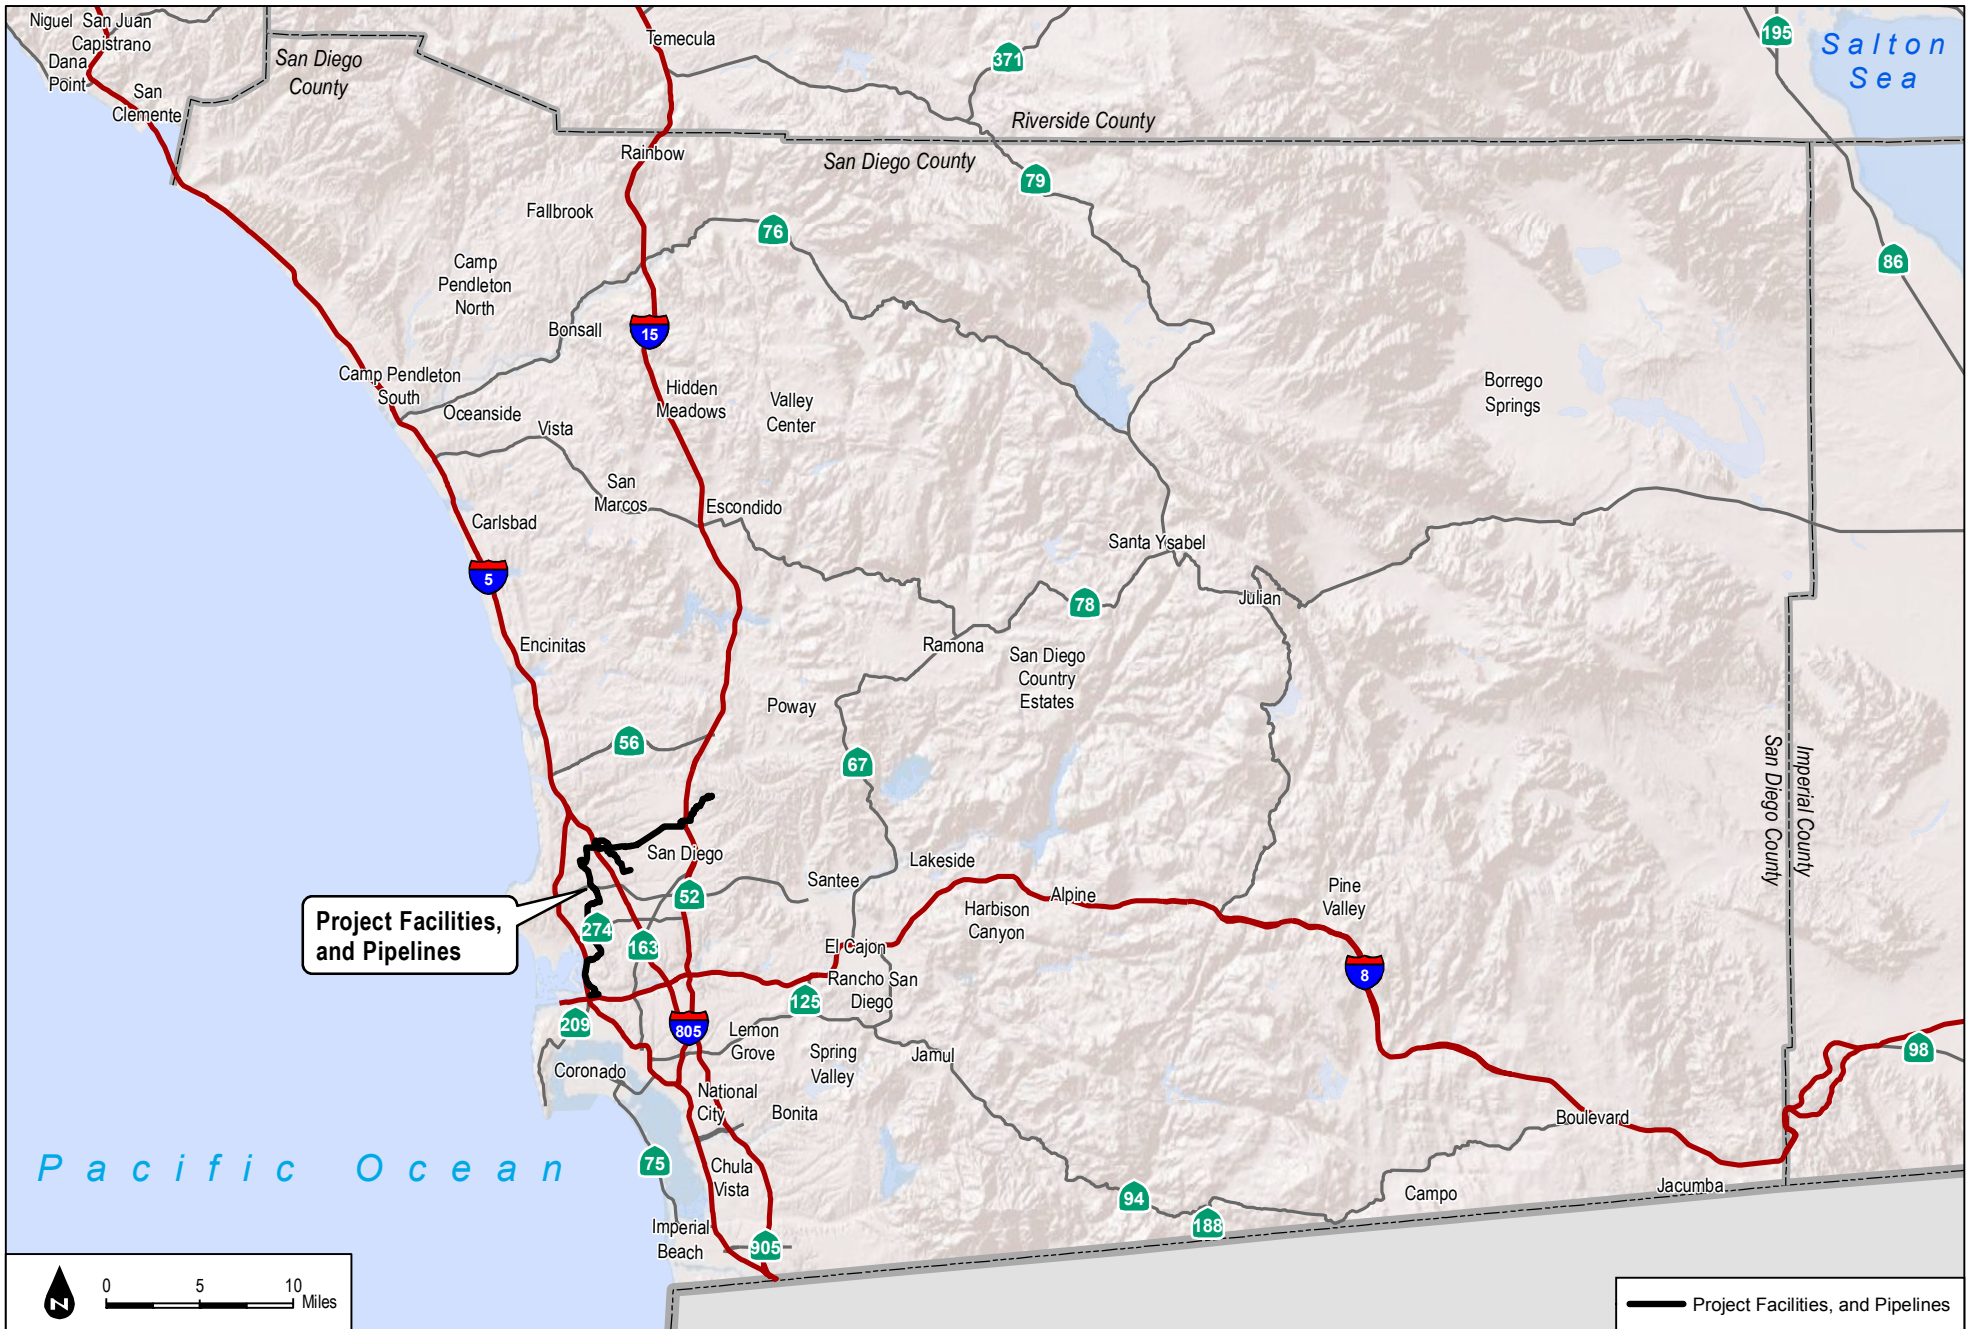 Niguel
San Juan
Capistrano
Dana
Point
San
Clemente
San Diego
County
Temecula
371
195
Salton
Sea
Riverside County
San Diego County
Rainbow
79
Fallbrook
76
86
Camp
Pendleton
North
Bonsall
15
Camp Pendleton
South
Hidden
Meadows
Valley
Center
Borrego
Springs
Oceanside
Vista
San
Marcos
Escondido
Carlsbad
Santa Ysabel
5
78
Julian
Encinitas
Ramona
San Diego
Country
Estates
Poway
56
67
San Diego County
Imperial County
San Diego
Lakeside
Santee
52
Alpine
Pine
Valley
Harbison
Canyon
Project Facilities,
and Pipelines
274
163
El Cajon
8
Rancho San
Diego
125
209
805
Lemon
Grove
Spring
Valley
Jamul
98
Coronado
National
City
Bonita
Boulevard
Pacific Ocean
75
Chula
Vista
94
188
Campo
Jacumba
Imperial
Beach
905
N
0 5 10
Miles
Project Facilities, and Pipelines